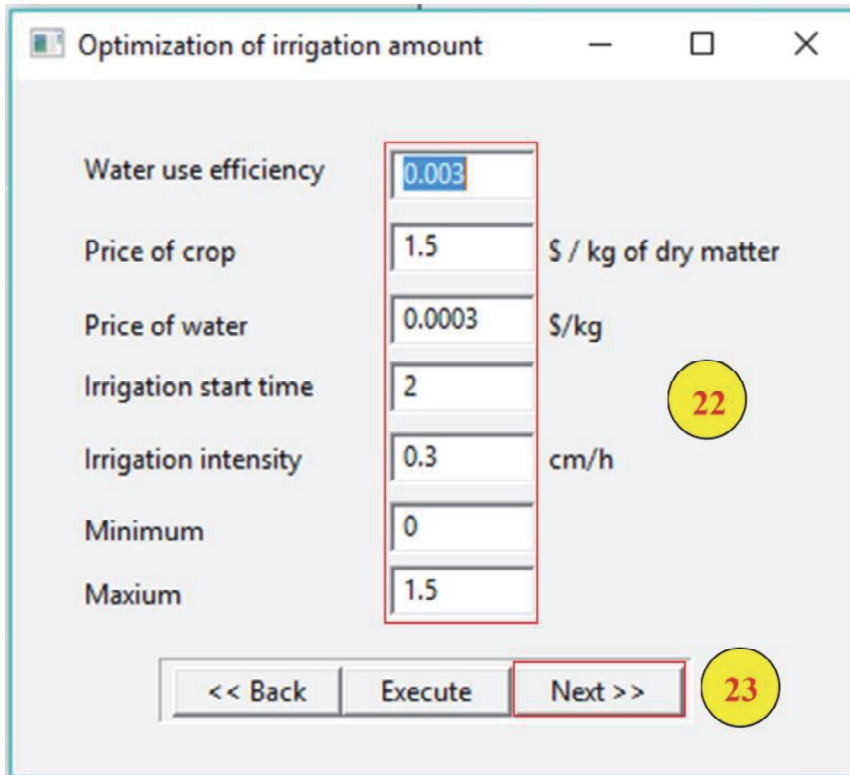 Optimization of irrigation amount
Water use efficiency 0.003
Price of crop 1.5 $ / kg of dry matter
Price of water 0.0003 $/kg
Irrigation start time 2
22
Irrigation intensity 0.3 cm/h
Minimum 0
Maxium 1.5
<< Back Execute Next >> 23